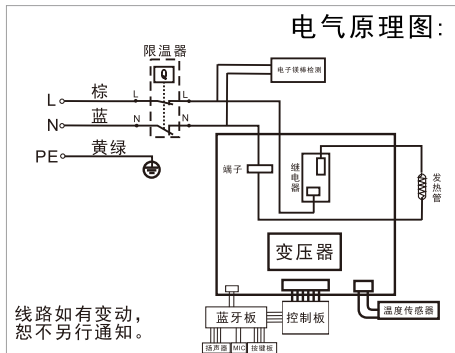 电气原理图:
限温器
Q
电子镁棒检测
L
棕
L
L
N
蓝
N
N
PE
黄绿
端子
继电器
发热管
变压器
线路如有变动，
恕不另行通知。
蓝牙板
控制板
温度传感器
扬声器
MIC
按键板